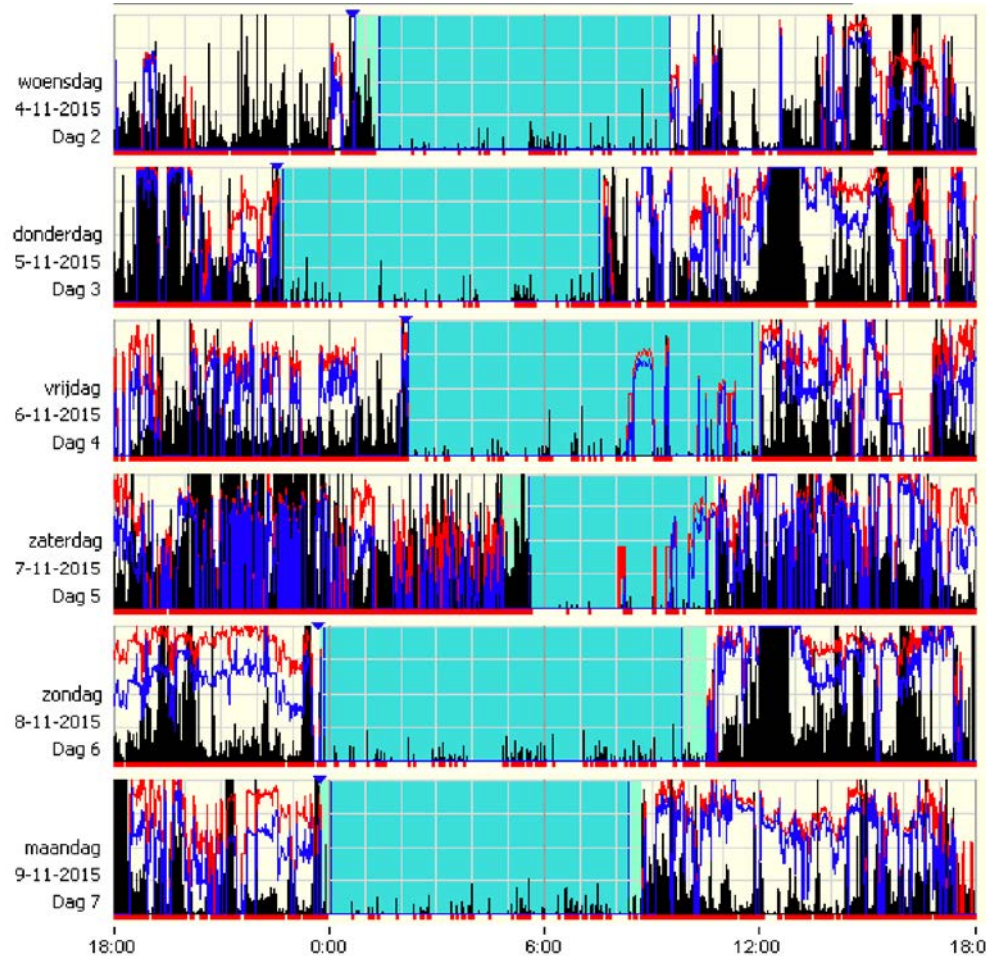 woensdag
4-11-2015
Dag 2
donderdag
5-11-2015
Dag 3
vrijdag
6-11-2015
Dag 4
zaterdag
7-11-2015
Dag 5
zondag
8-11-2015
Dag 6
maandag
9-11-2015
Dag 7
18:00 0:00 6:00 12:00 18:0